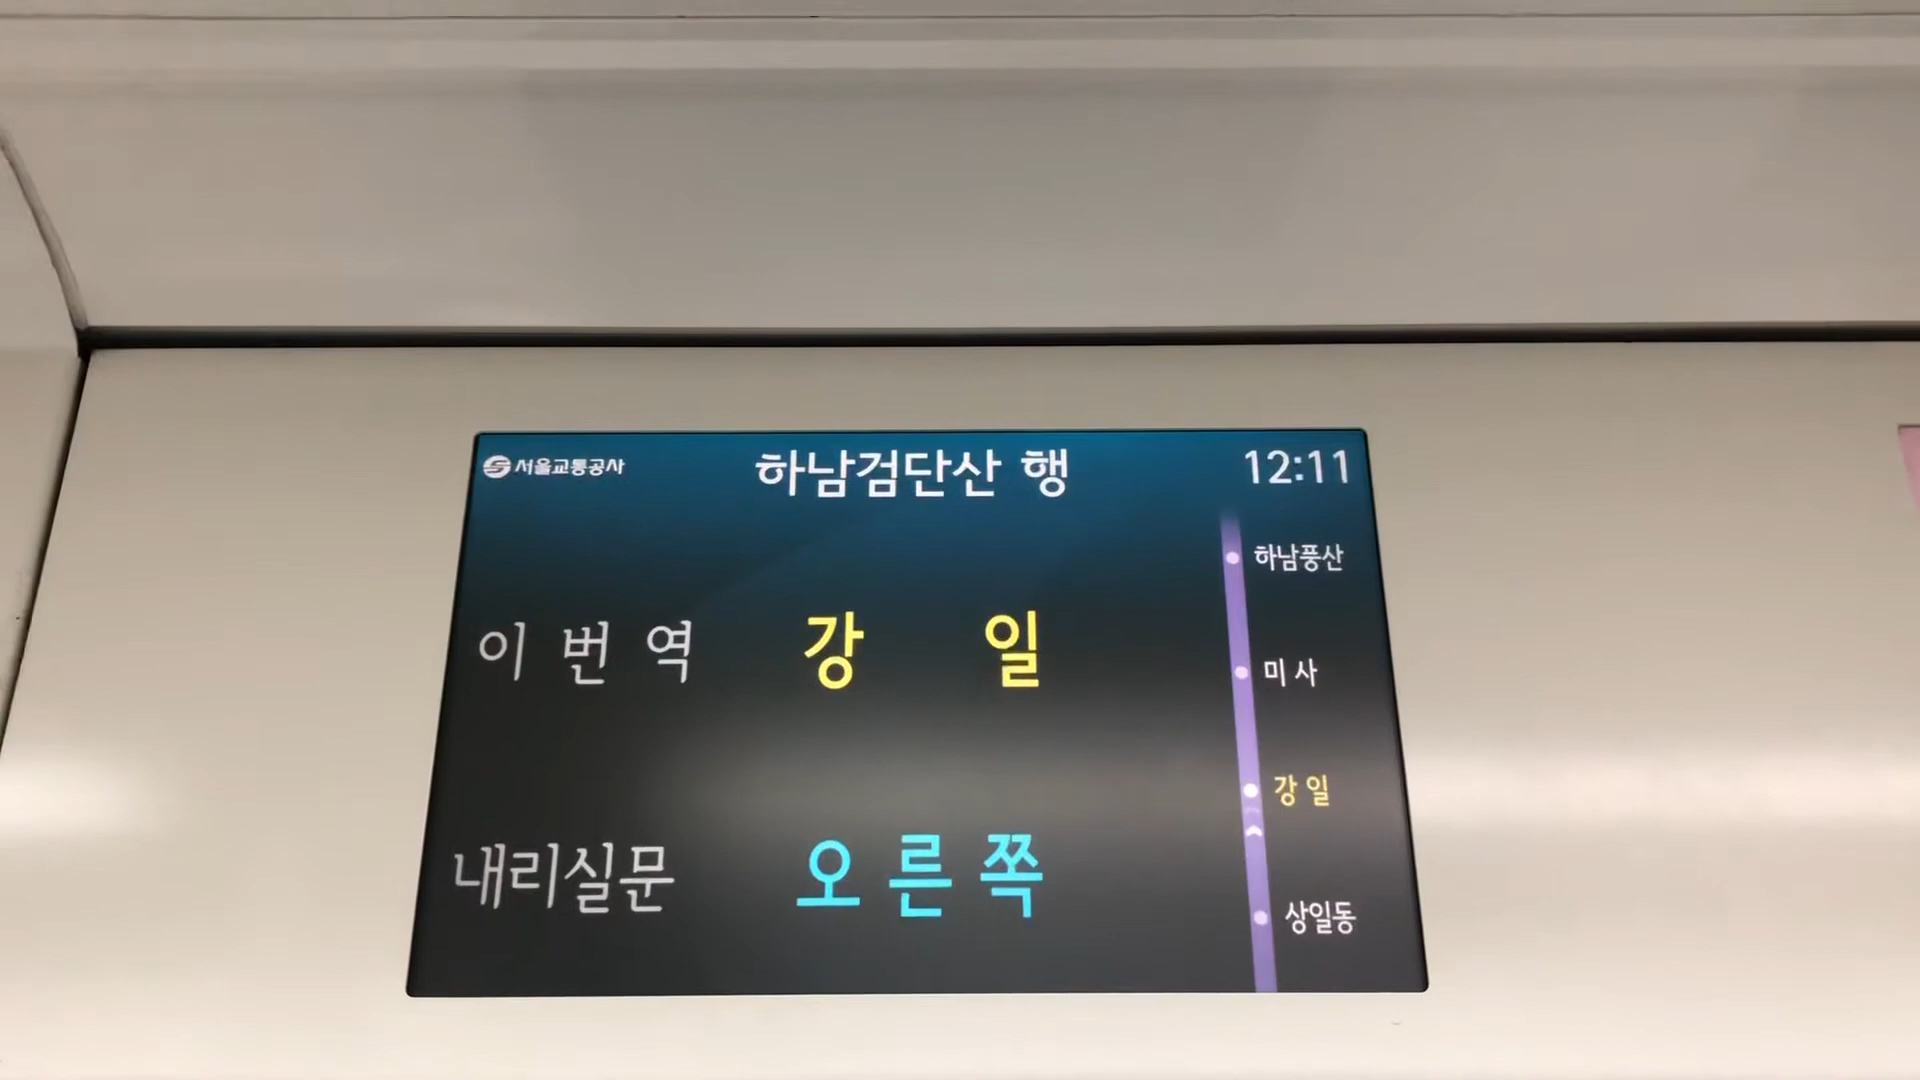 서울교통공사
하남검단산 행
12:11
이 번 역 강 일
내리실문 오른쪽
하남풍산
미 사
강 일
상일동